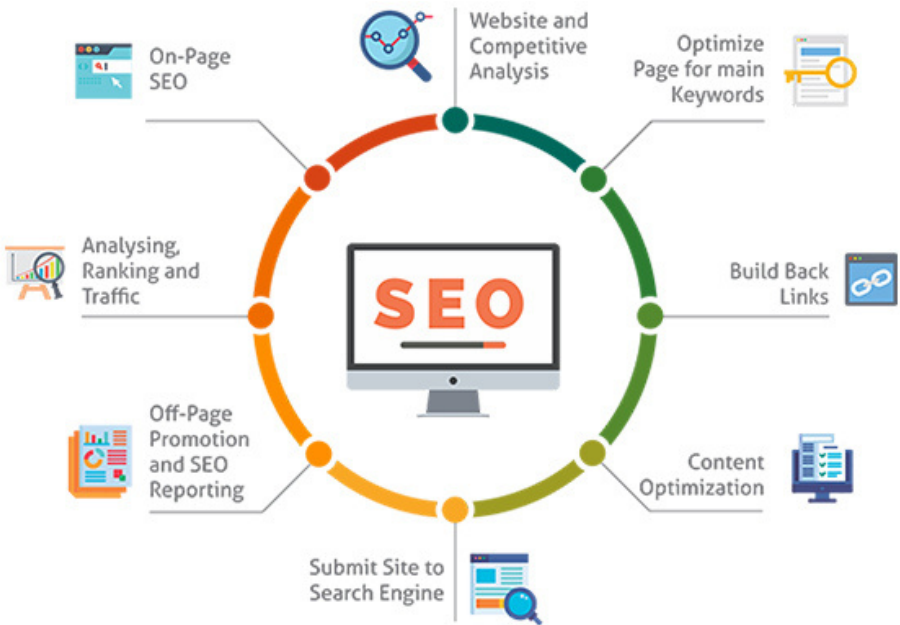 Website and
Competitive
Analysis
Optimize
Page for main
Keywords
Build Back
Links
Content
Optimization
Submit Site to
Search Engine
Off-Page
Promotion
and SEO
Reporting
Analysing,
Ranking and
Traffic
On-Page
SEO
SEO